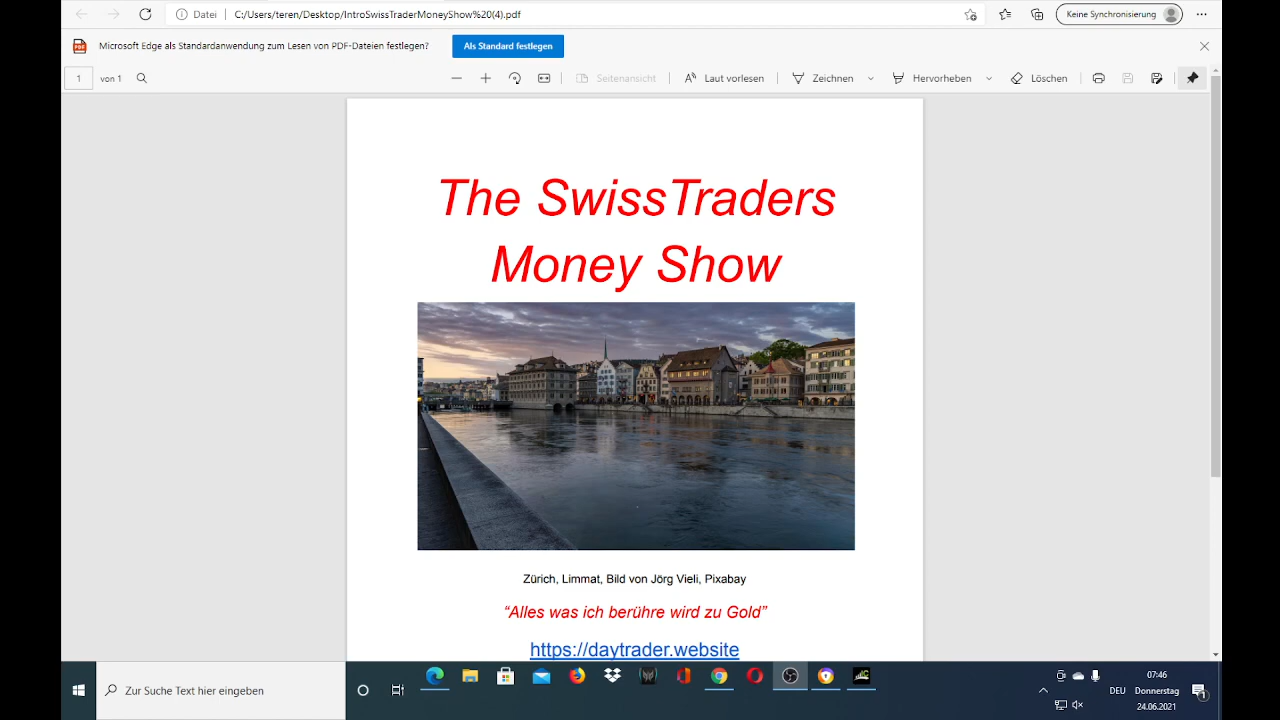 Datei
C:/Users/teren/Desktop/IntroSwissTraderMoneyShow%20(4).pdf
Keine Synchronisierung
PDF
Microsoft Edge als Standardanwendung zum Lesen von PDF-Dateien festlegen?
Als Standard festlegen
1
von 1
Seitenansicht
Laut vorlesen
Zeichnen
Hervorheben
Löschen
The SwissTraders
Money Show
Zürich, Limmat, Bild von Jörg Vieli, Pixabay
“Alles was ich berühre wird zu Gold”
https://daytrader.website
Zur Suche Text hier eingeben
DEU
07:46
Donnerstag
24.06.2021
1